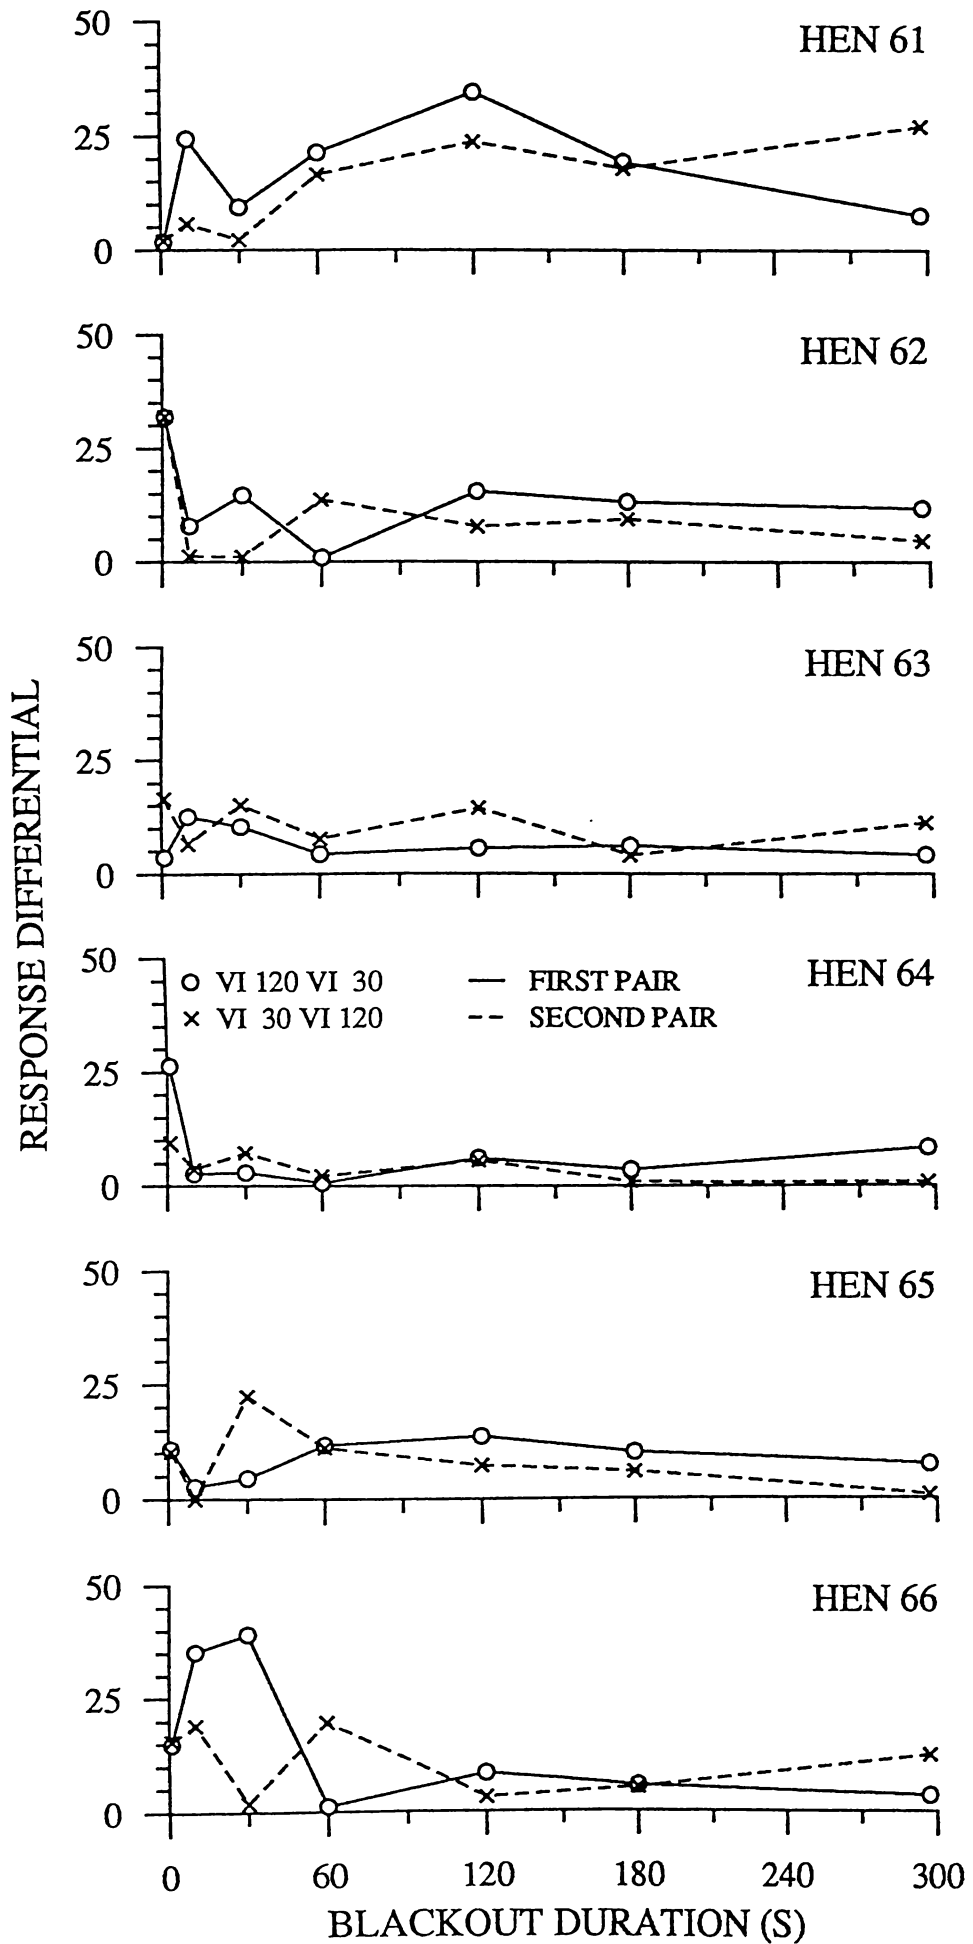 50
HEN 61
25
0
50
HEN 62
25
0
50
HEN 63
25
0
RESPONSE DIFFERENTIAL
50
HEN 64
O VI 120 VI 30 — FIRST PAIR
× VI 30 VI 120 -- SECOND PAIR
25
0
50
HEN 65
25
0
50
HEN 66
25
0
0 60 120 180 240 300
BLACKOUT DURATION (S)